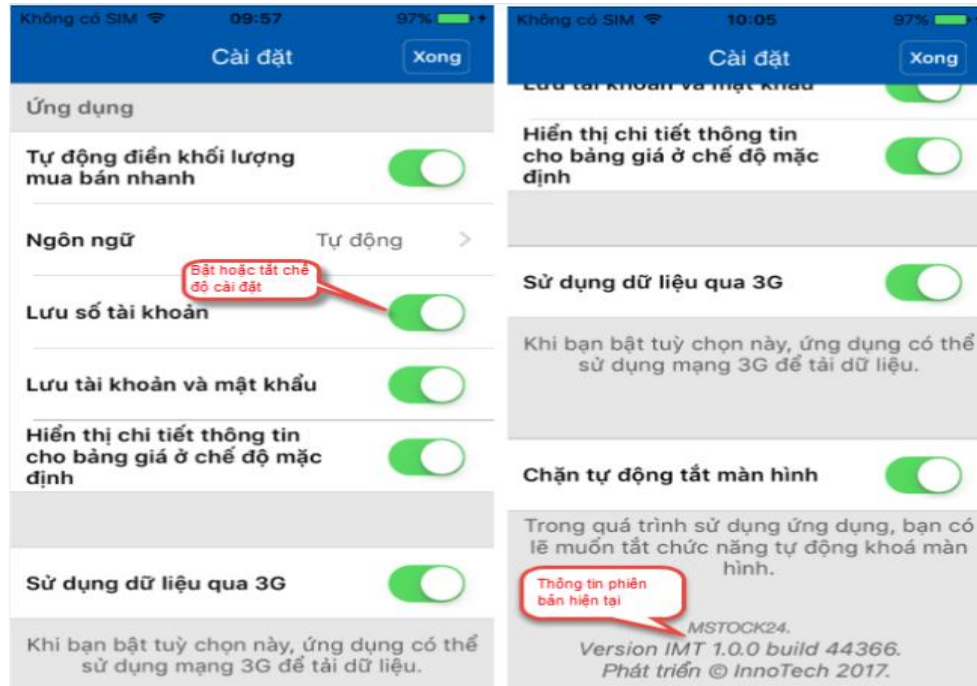 Không có SIM 09:57 97%
Cài đặt Xong
Ứng dụng
Tự động điền khối lượng
mua bán nhanh
Ngôn ngữ Tự động
Bật hoặc tắt chế
độ cài đặt
Lưu số tài khoản
Lưu tài khoản và mật khẩu
Hiển thị chi tiết thông tin
cho bảng giá ở chế độ mặc
định
Sử dụng dữ liệu qua 3G
Khi bạn bật tuỳ chọn này, ứng dụng có thể
sử dụng mạng 3G để tải dữ liệu.
Không có SIM 10:05 97%
Cài đặt Xong
Lưu tài khoản và mật khẩu
Hiển thị chi tiết thông tin
cho bảng giá ở chế độ mặc
định
Sử dụng dữ liệu qua 3G
Khi bạn bật tuỳ chọn này, ứng dụng có thể
sử dụng mạng 3G để tải dữ liệu.
Chặn tự động tắt màn hình
Trong quá trình sử dụng ứng dụng, bạn có
lẽ muốn tắt chức năng tự động khoá màn
hình.
Thông tin phiên
bản hiện tại
MSTOCK24.
Version IMT 1.0.0 build 44366.
Phát triển © InnoTech 2017.